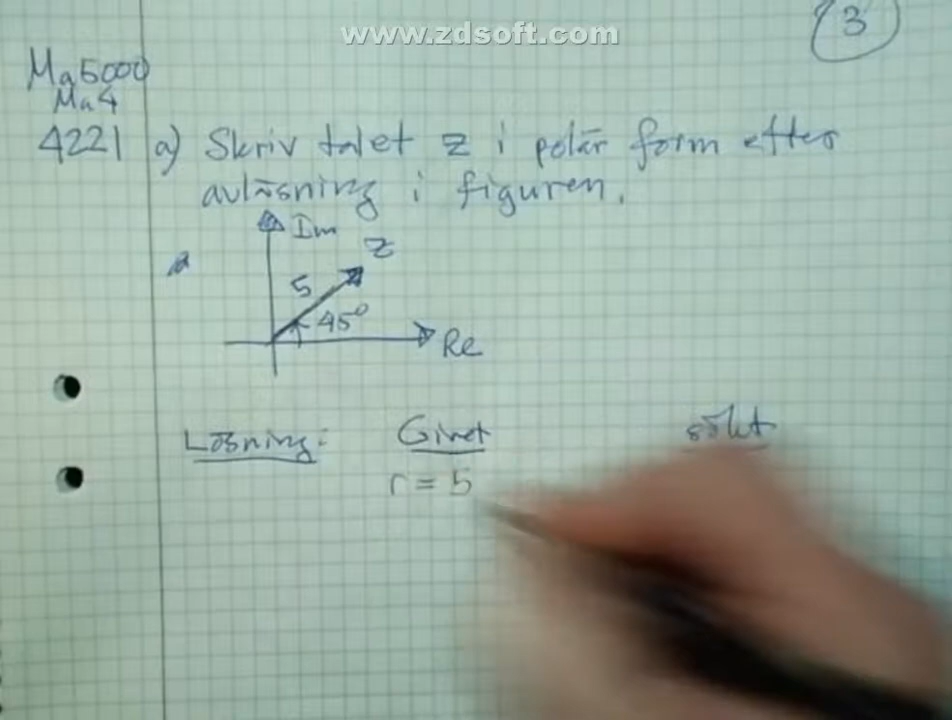 www.zdsoft.com
3
Ma5000
Ma4
4221 a) Skriv talet z i polär form efter
avläsning i figuren.
Im
z
5
45°
Re
Lösning: Givet sökt
r = 5